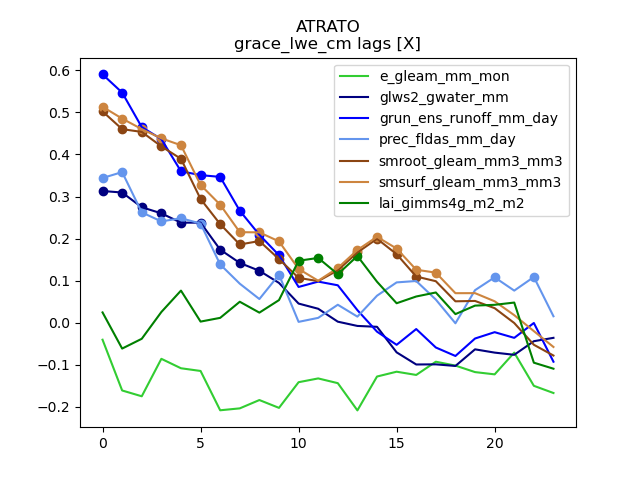 ATRATO
grace_lwe_cm lags [X]
e_gleam_mm_mon
glws2_gwater_mm
grun_ens_runoff_mm_day
prec_fldas_mm_day
smroot_gleam_mm3_mm3
smsurf_gleam_mm3_mm3
lai_gimms4g_m2_m2
0.6
0.5
0.4
0.3
0.2
0.1
0.0
−0.1
−0.2
0 5 10 15 20